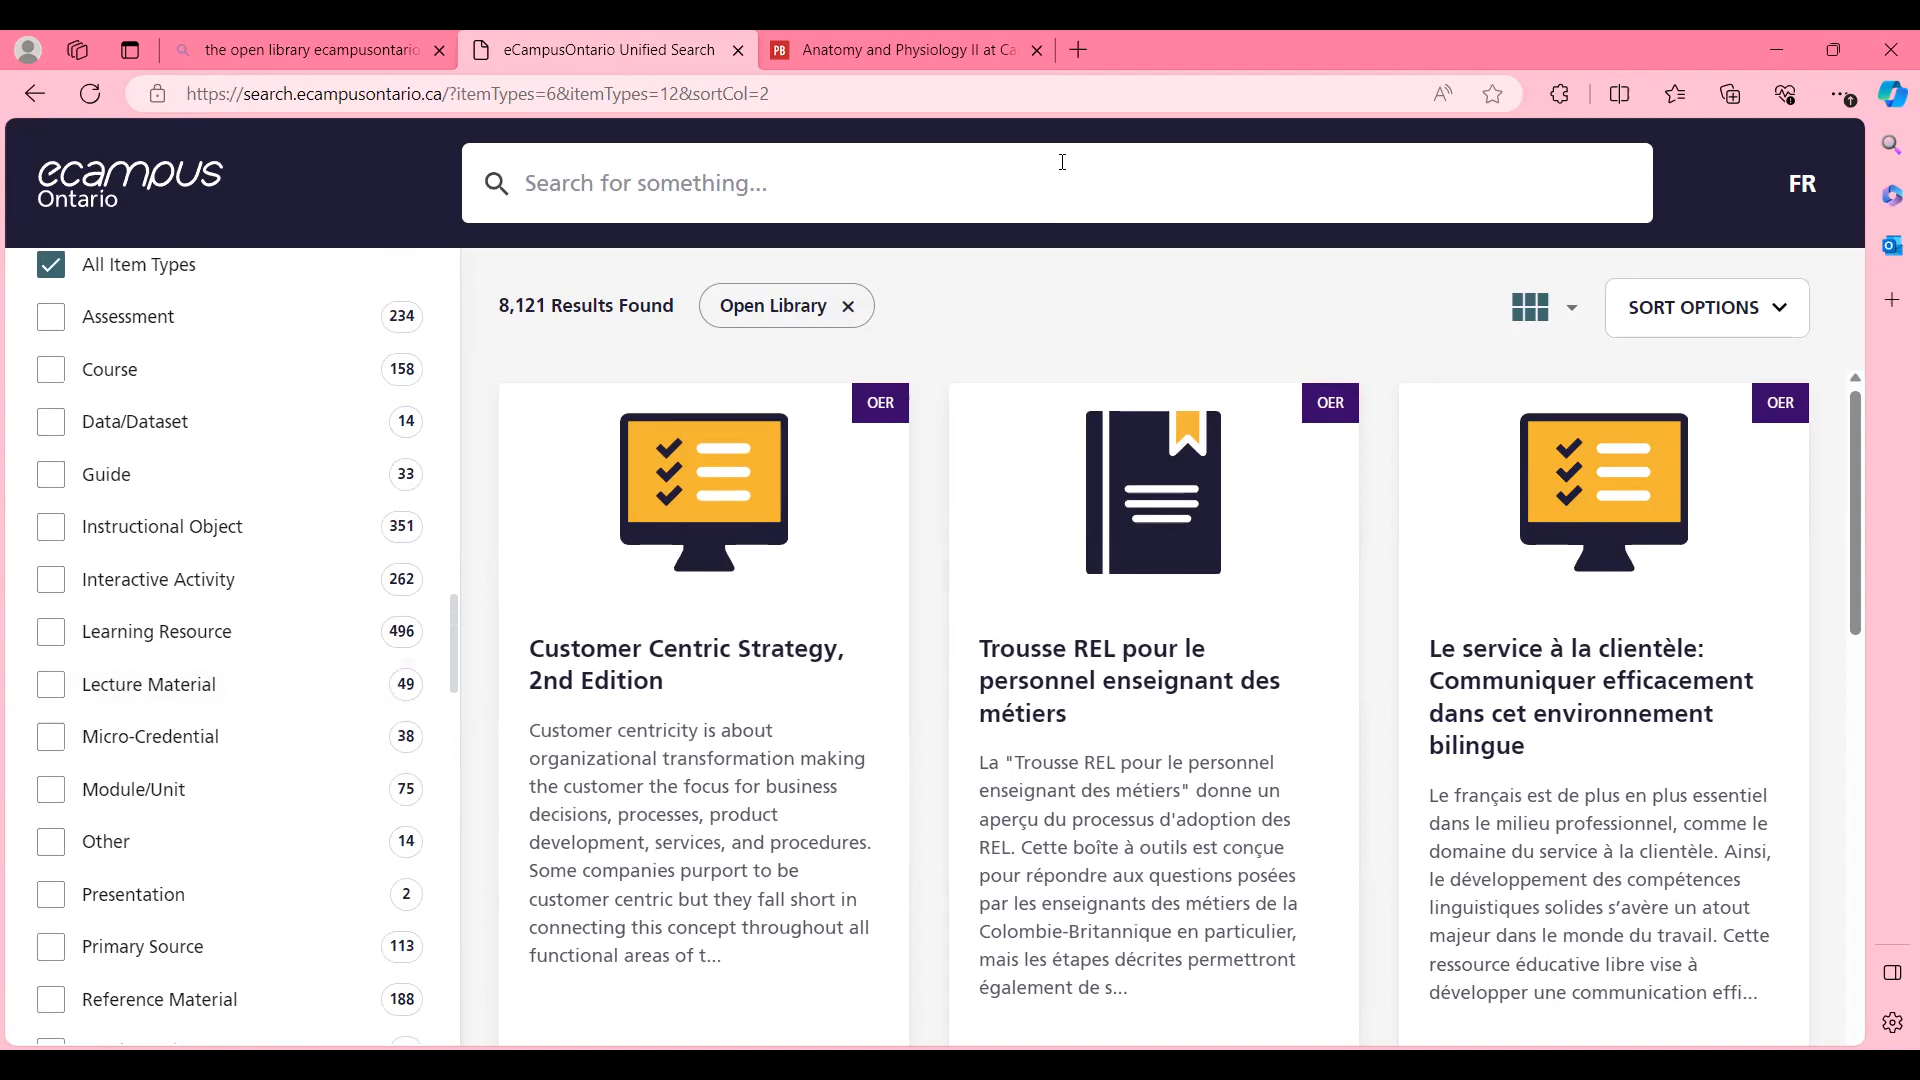 the open library ecampusontario
eCampusOntario Unified Search
PB
Anatomy and Physiology II at Ca
https://search.ecampusontario.ca/?itemTypes=6&itemTypes=12&sortCol=2
ecampus
Ontario
Search for something...
FR
All Item Types
Assessment 234
Course 158
Data/Dataset 14
Guide 33
Instructional Object 351
Interactive Activity 262
Learning Resource 496
Lecture Material 49
Micro-Credential 38
Module/Unit 75
Other 14
Presentation 2
Primary Source 113
Reference Material 188
8,121 Results Found
Open Library
SORT OPTIONS
OER
Customer Centric Strategy,
2nd Edition
Customer centricity is about
organizational transformation making
the customer the focus for business
decisions, processes, product
development, services, and procedures.
Some companies purport to be
customer centric but they fall short in
connecting this concept throughout all
functional areas of t...
OER
Trousse REL pour le
personnel enseignant des
métiers
La "Trousse REL pour le personnel
enseignant des métiers" donne un
aperçu du processus d'adoption des
REL. Cette boîte à outils est conçue
pour répondre aux questions posées
par les enseignants des métiers de la
Colombie-Britannique en particulier,
mais les étapes décrites permettront
également de s...
OER
Le service à la clientèle:
Communiquer efficacement
dans cet environnement
bilingue
Le français est de plus en plus essentiel
dans le milieu professionnel, comme le
domaine du service à la clientèle. Ainsi,
le développement des compétences
linguistiques solides s’avère un atout
majeur dans le monde du travail. Cette
ressource éducative libre vise à
développer une communication effi...